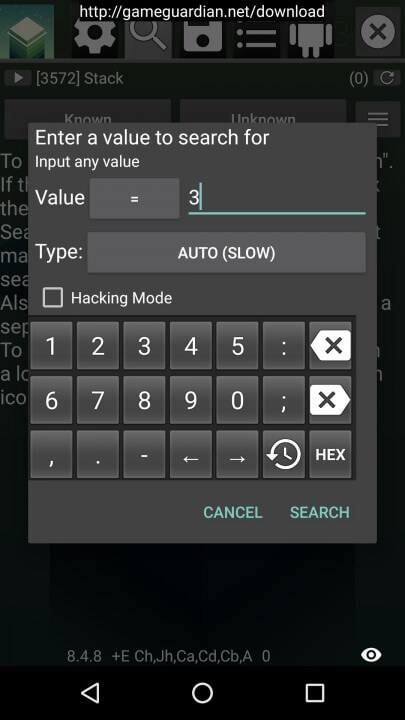 http://gameguardian.net/download
[3572] Stack
(0)
Known
Unknown
Enter a value to search for
Input any value
Value
=
3
Type:
AUTO (SLOW)
Hacking Mode
1 2 3 4 5 :
6 7 8 9 0 ;
, . - ← →
HEX
CANCEL
SEARCH
8.4.8 +E Ch,Jh,Ca,Cd,Cb,A 0